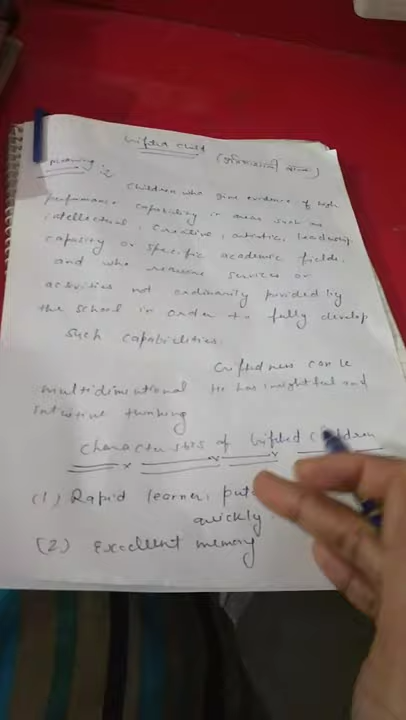 Gifted Child (प्रतिभाशाली बालक)
Meaning :-
Children who give evidence of high
performance capability in areas such as
intellectual, creative, artistic, leadership
capasity or specific academic fields.
and who require services or
activities not ordinarily provided by
the school in order to fully develop
such capabilities.
Giftedness can be
multidimentional He has insightful and
intuitive thinking
Characteristics of Gifted Children
(1) Rapid learner; put
quickly
(2) Excellent memory